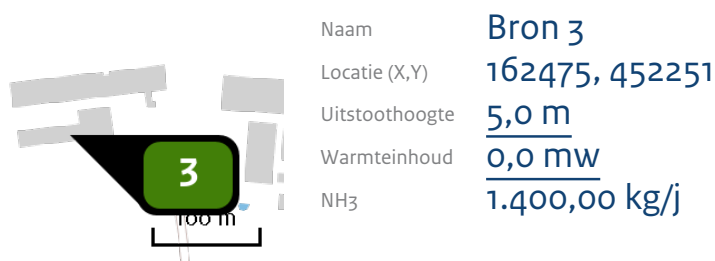 3
100 m
Naam Bron 3
Locatie (X,Y) 162475, 452251
Uitstoothoogte 5,0 m
Warmteinhoud 0,0 mw
NH3 1.400,00 kg/j